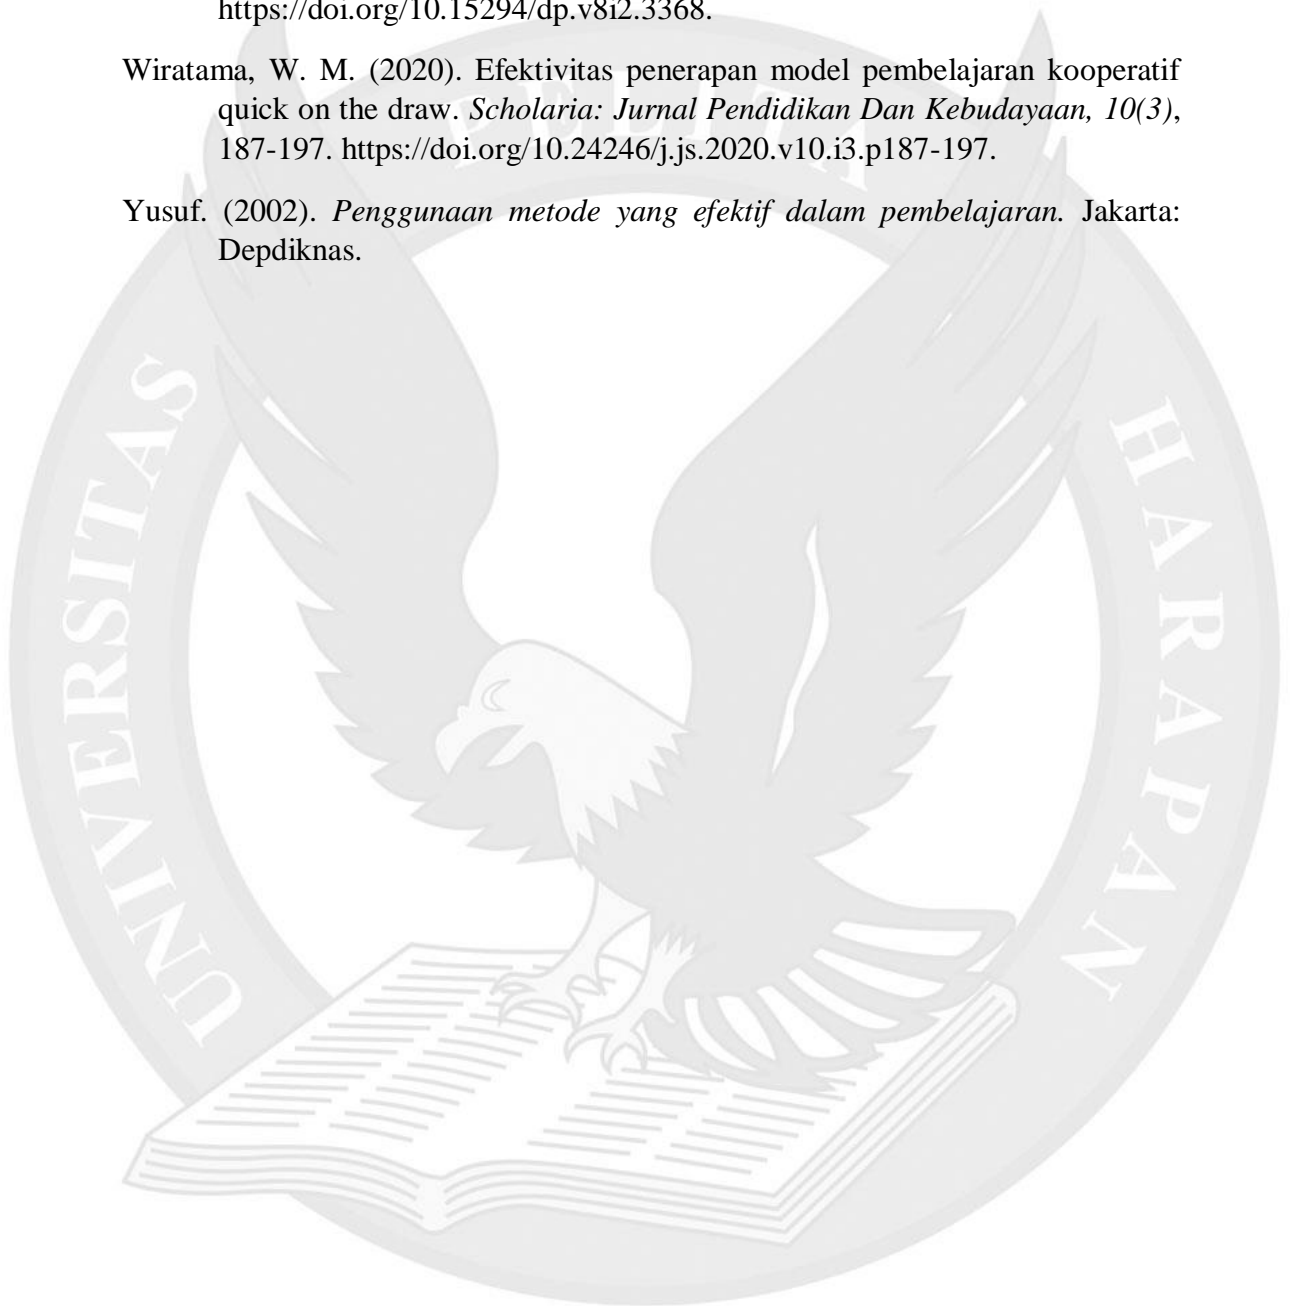 https://doi.org/10.15294/dp.v8i2.3368.
Wiratama, W. M. (2020). Efektivitas penerapan model pembelajaran kooperatif
quick on the draw. Scholaria: Jurnal Pendidikan Dan Kebudayaan, 10(3),
187-197. https://doi.org/10.24246/j.js.2020.v10.i3.p187-197.
Yusuf. (2002). Penggunaan metode yang efektif dalam pembelajaran. Jakarta:
Depdiknas.
UNIVERSITAS
PELITA
HARAPAN